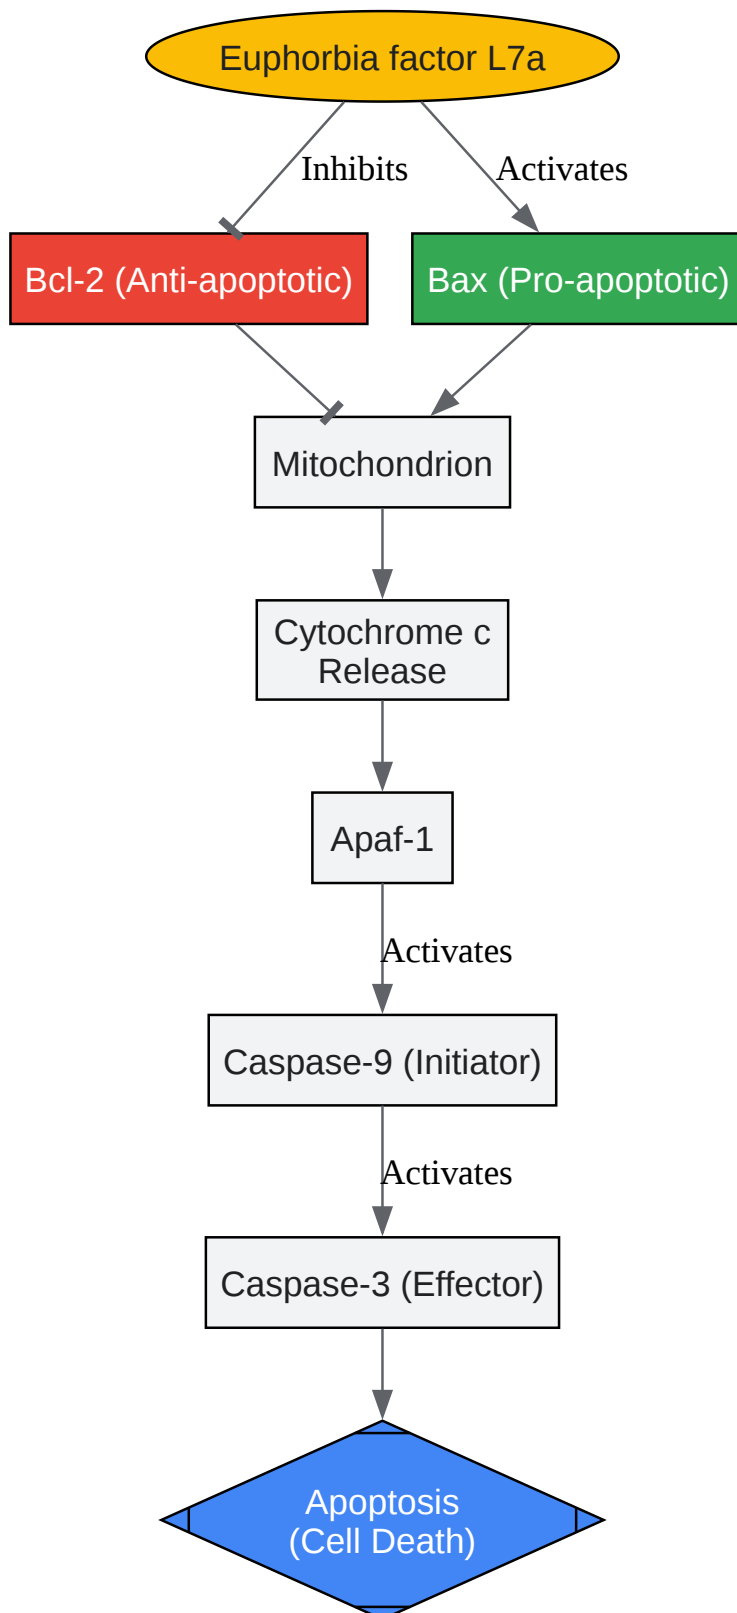 Euphorbia factor L7a
Inhibits
Activates
Bcl-2 (Anti-apoptotic)
Bax (Pro-apoptotic)
Mitochondrion
Cytochrome c
Release
Apaf-1
Activates
Caspase-9 (Initiator)
Activates
Caspase-3 (Effector)
Apoptosis
(Cell Death)